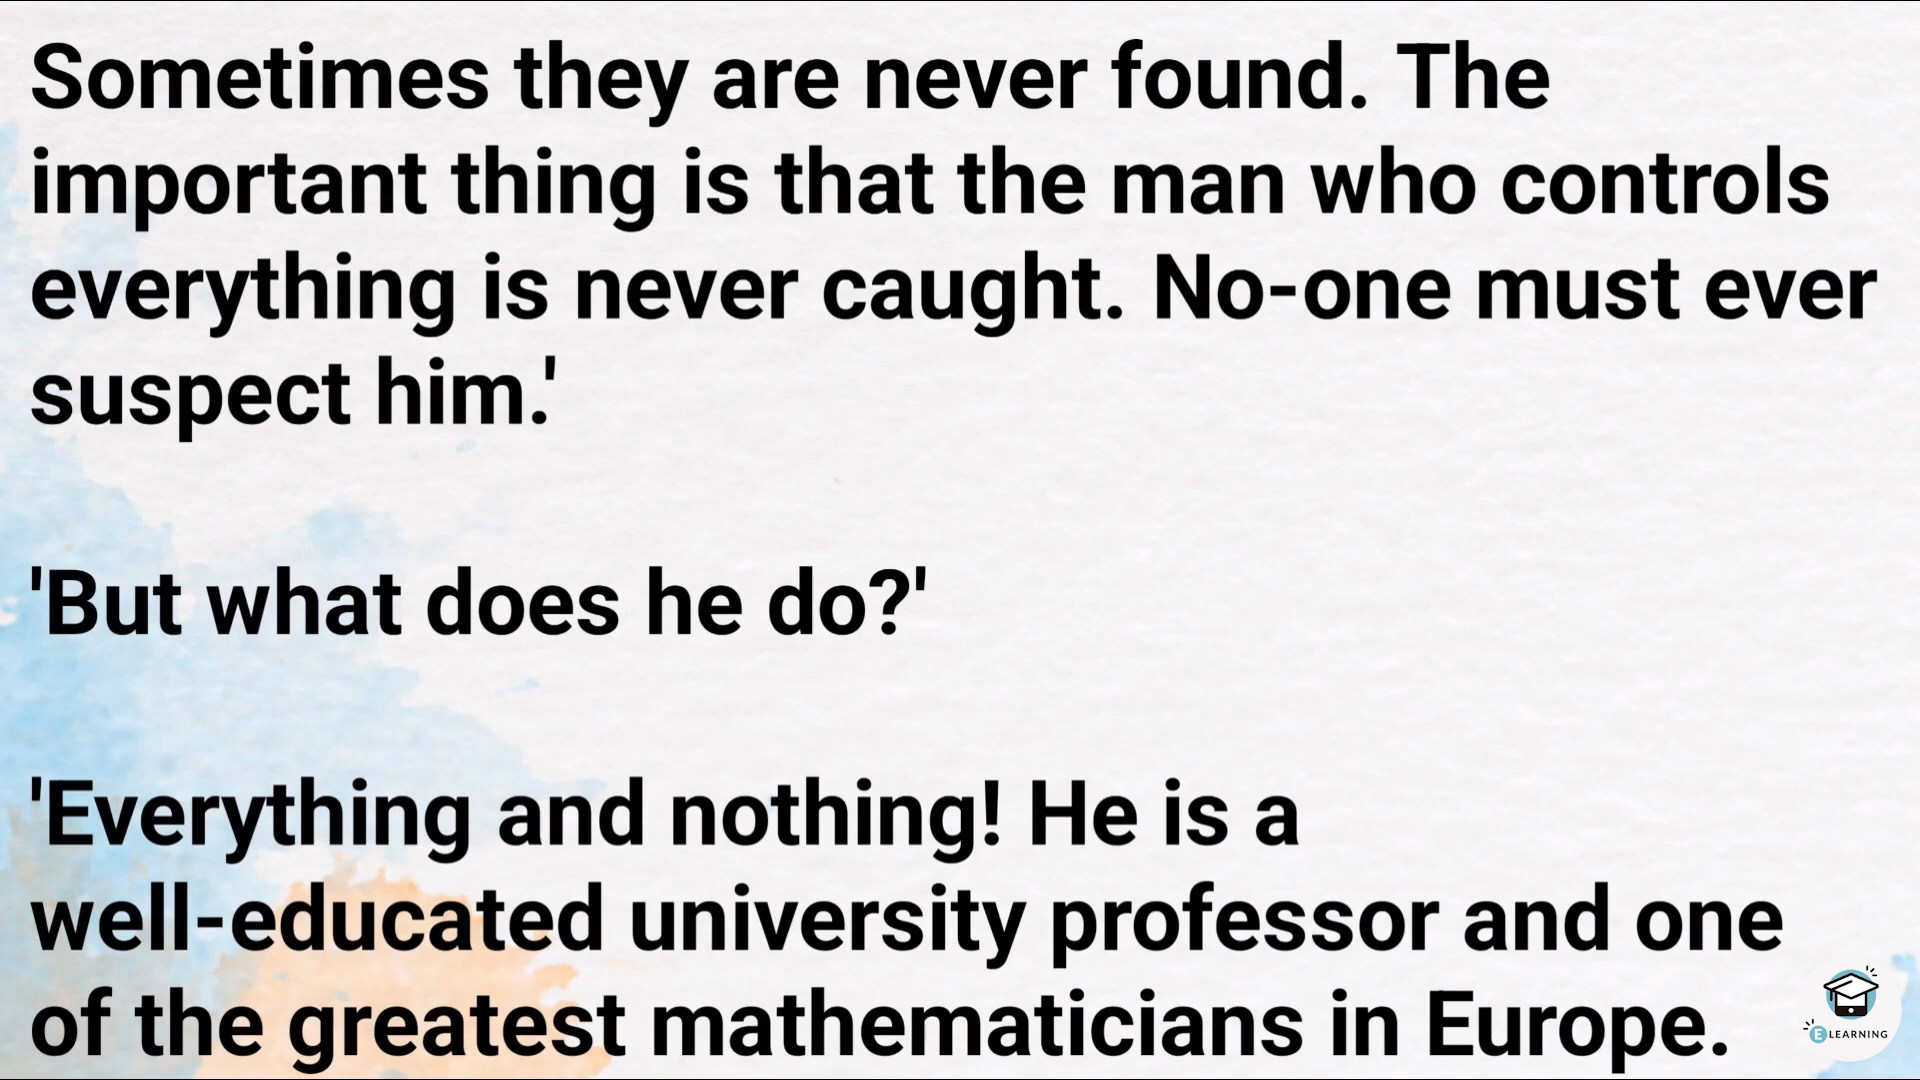 Sometimes they are never found. The
important thing is that the man who controls
everything is never caught. No-one must ever
suspect him.'
'But what does he do?'
'Everything and nothing! He is a
well-educated university professor and one
of the greatest mathematicians in Europe.
E LEARNING